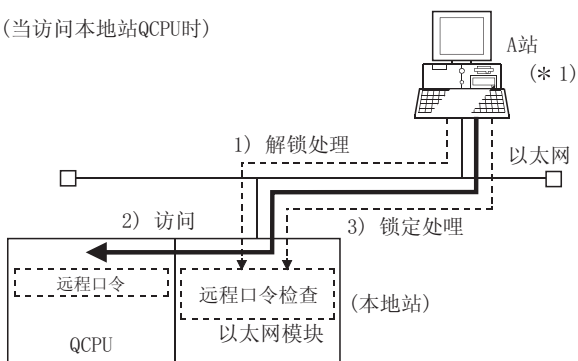 (当访问本地站QCPU时)
A站
(* 1)
1) 解锁处理
以太网
2) 访问
3) 锁定处哩
远程口令
远程口令检查
(本地站)
QCPU
以太网模块